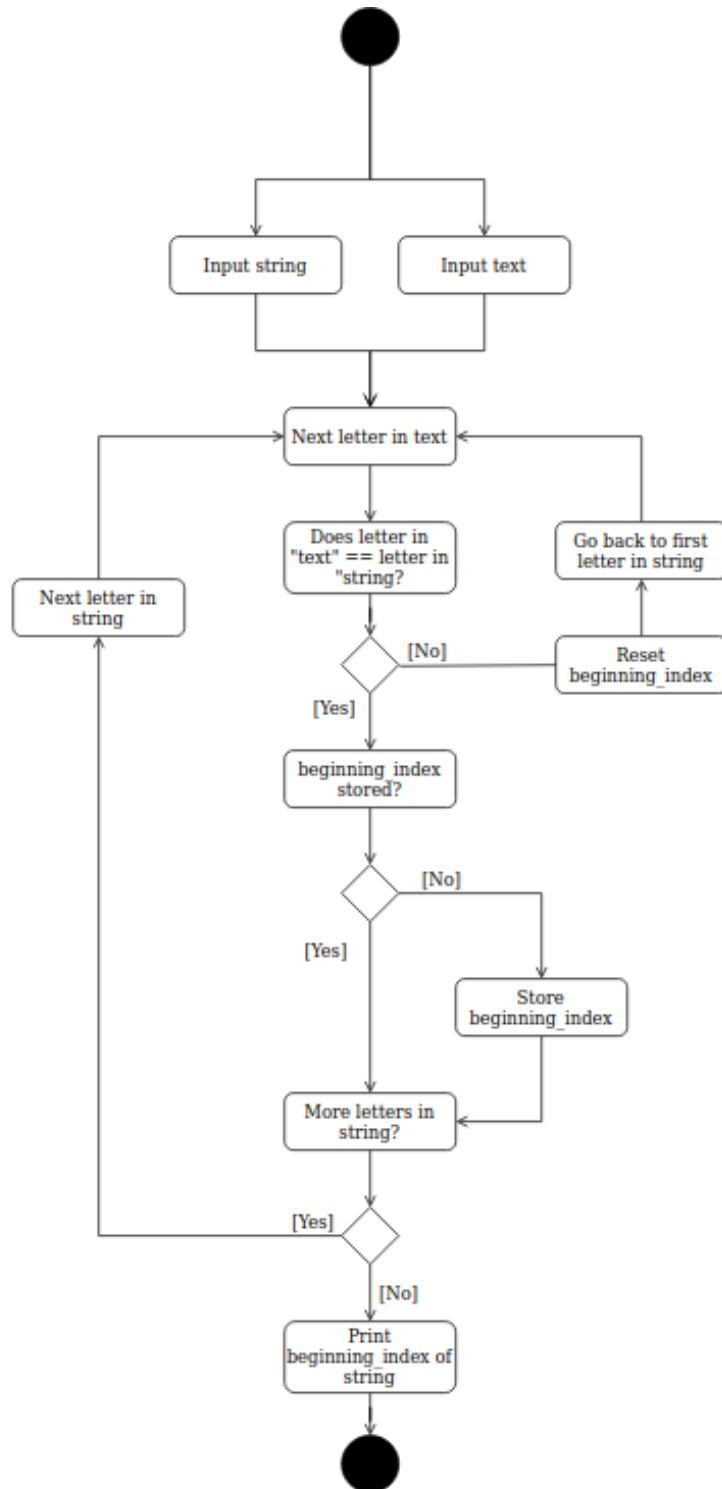 Input string
Input text
Next letter in text
Does letter in
"text" == letter in
"string?
Go back to first
letter in string
Next letter in
string
[No]
Reset
beginning_index
[Yes]
beginning_index
stored?
[No]
[Yes]
Store
beginning_index
More letters in
string?
[Yes]
[No]
Print
beginning_index of
string